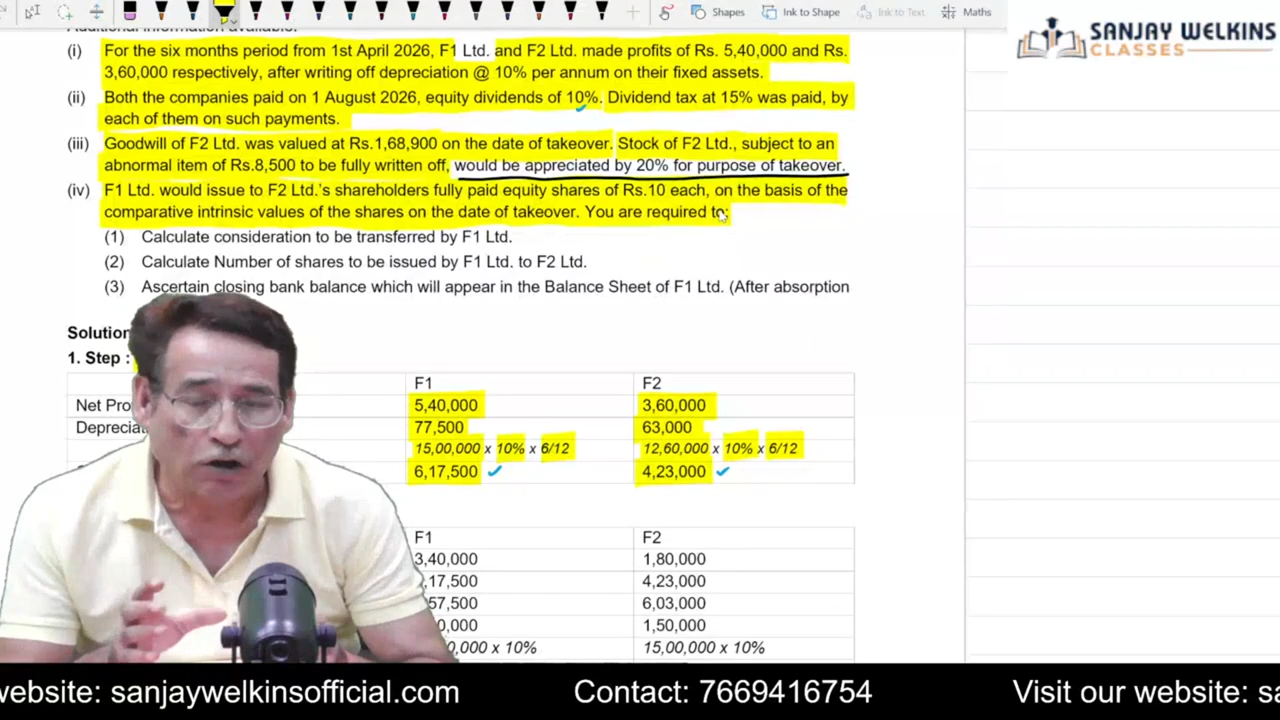 Shapes
Ink to Shape
Ink to Text
Maths
SANJAY WELKINS
CLASSES
Additional information available:
(i) For the six months period from 1st April 2026, F1 Ltd. and F2 Ltd. made profits of Rs. 5,40,000 and Rs.
3,60,000 respectively, after writing off depreciation @ 10% per annum on their fixed assets.
(ii) Both the companies paid on 1 August 2026, equity dividends of 10%. Dividend tax at 15% was paid, by
each of them on such payments.
(iii) Goodwill of F2 Ltd. was valued at Rs.1,68,900 on the date of takeover. Stock of F2 Ltd., subject to an
abnormal item of Rs.8,500 to be fully written off, would be appreciated by 20% for purpose of takeover.
(iv) F1 Ltd. would issue to F2 Ltd.'s shareholders fully paid equity shares of Rs.10 each, on the basis of the
comparative intrinsic values of the shares on the date of takeover. You are required to:
(1) Calculate consideration to be transferred by F1 Ltd.
(2) Calculate Number of shares to be issued by F1 Ltd. to F2 Ltd.
(3) Ascertain closing bank balance which will appear in the Balance Sheet of F1 Ltd. (After absorption
Solution
1. Step :
F1 F2
Net Pro 5,40,000 3,60,000
Depreciat 77,500 63,000
15,00,000 x 10% x 6/12 12,60,000 x 10% x 6/12
6,17,500 4,23,000
F1 F2
3,40,000 1,80,000
,17,500 4,23,000
57,500 6,03,000
0,000 1,50,000
0,000 x 10% 15,00,000 x 10%
website: sanjaywelkinsofficial.com Contact: 7669416754 Visit our website: sa